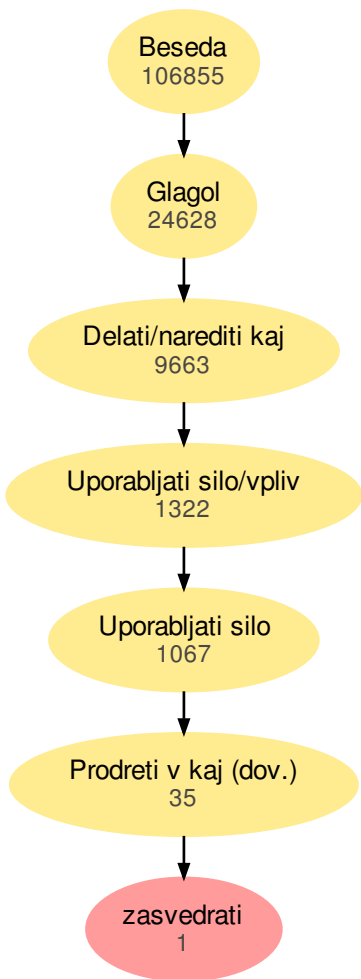 Beseda
106855
Glagol
24628
Delati/narediti kaj
9663
Uporabljati silo/vpliv
1322
Uporabljati silo
1067
Prodreti v kaj (dov.)
35
zasvedrati
1